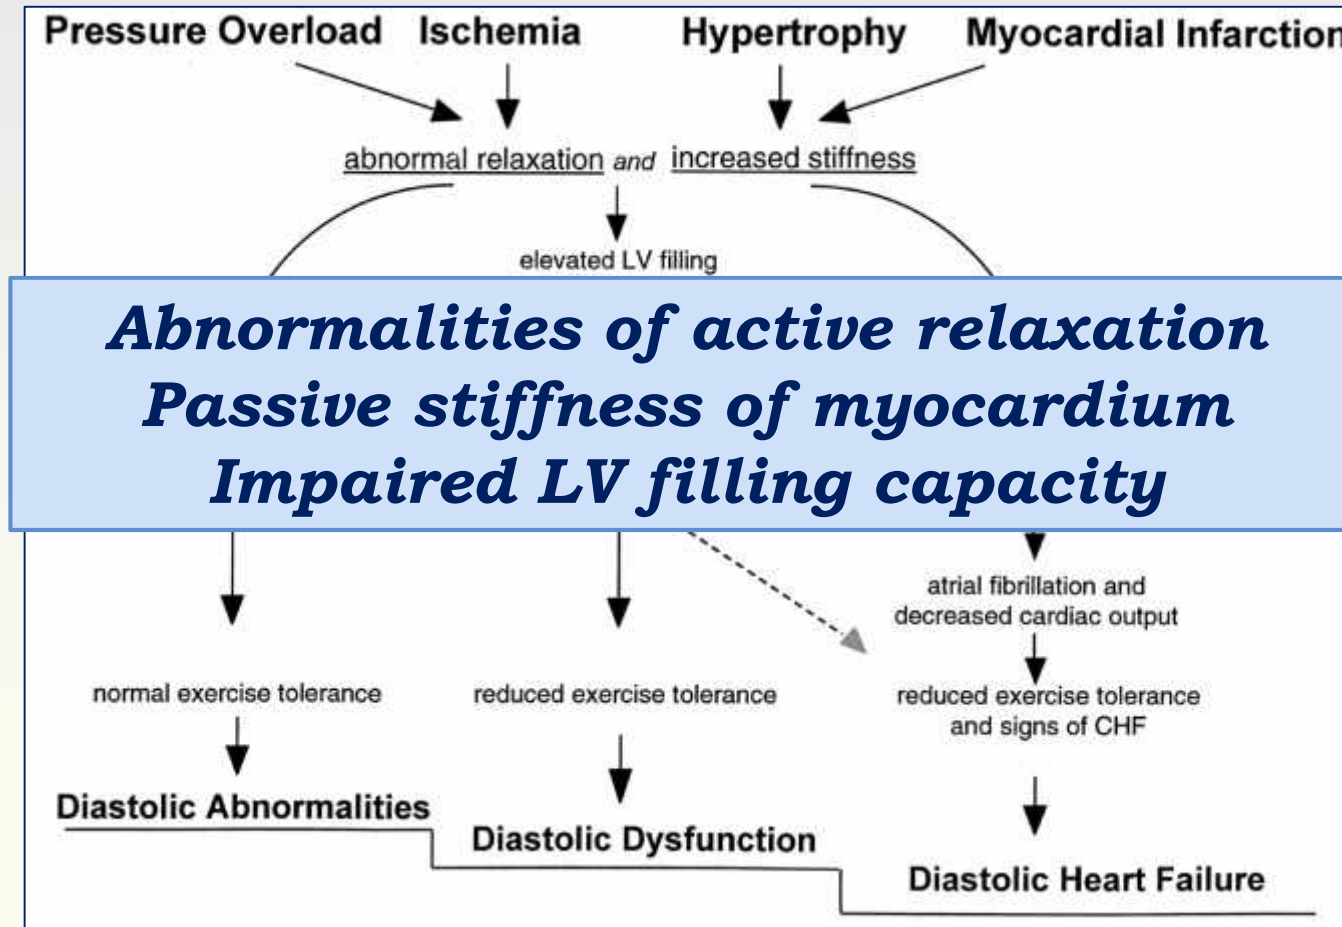 Pressure Overload Ischemia Hypertrophy Myocardial Infarction
abnormal relaxation and increased stiffness
elevated LV filling
Abnormalities of active relaxation
Passive stiffness of myocardium
Impaired LV filling capacity
atrial fibrillation and
decreased cardiac output
normal exercise tolerance
reduced exercise tolerance
reduced exercise tolerance
and signs of CHF
Diastolic Abnormalities
Diastolic Dysfunction
Diastolic Heart Failure